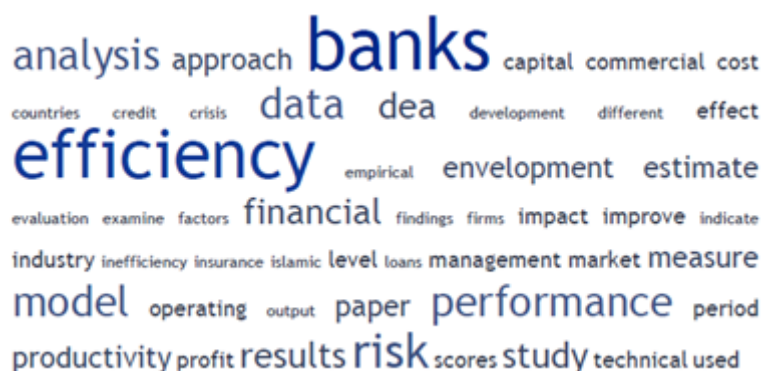 analysis approach banks capital commercial cost
countries credit crisis data dea development different effect
efficiency empirical envelopment estimate
evaluation examine factors financial findings firms impact improve indicate
industry inefficiency insurance islamic level loans management market measure
model operating output paper performance period
productivity profit results risk scores study technical used